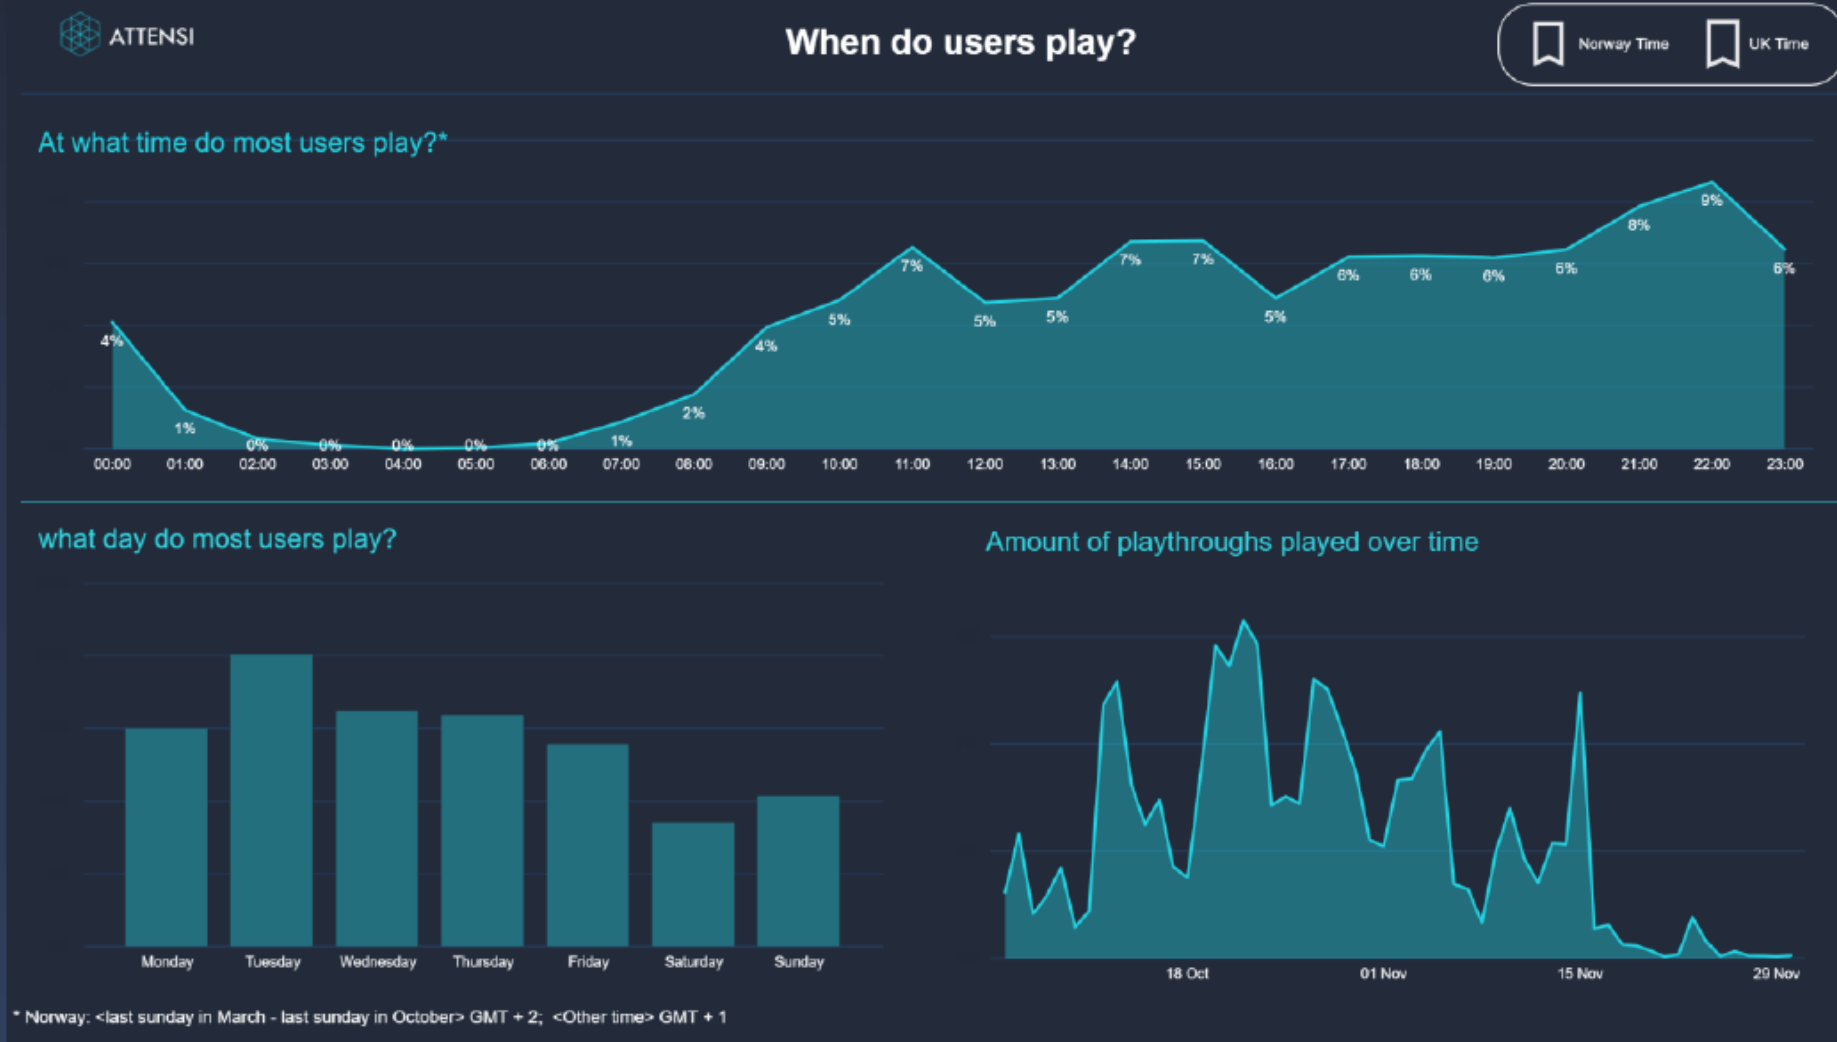 ATTENSI
When do users play?
Norway Time
UK Time
At what time do most users play?*
4% 1% 0% 0% 0% 0% 0% 1% 2% 4% 5% 7% 5% 5% 7% 7% 5% 6% 6% 6% 6% 8% 9% 6%
00:00 01:00 02:00 03:00 04:00 05:00 06:00 07:00 08:00 09:00 10:00 11:00 12:00 13:00 14:00 15:00 16:00 17:00 18:00 19:00 20:00 21:00 22:00 23:00
what day do most users play?
Monday Tuesday Wednesday Thursday Friday Saturday Sunday
Amount of playthroughs played over time
18 Oct 01 Nov 15 Nov 29 Nov
* Norway: <last sunday in March - last sunday in October> GMT + 2; <Other time> GMT + 1